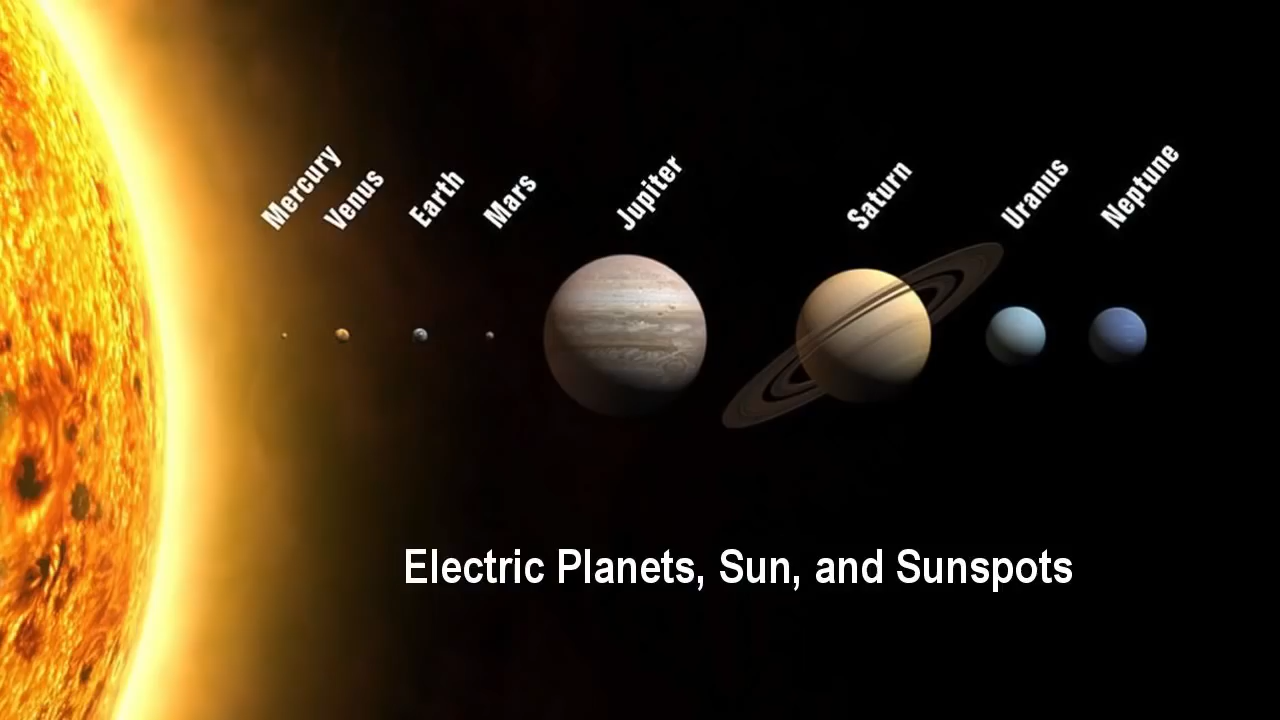 Mercury
Venus
Earth
Mars
Jupiter
Saturn
Uranus
Neptune
Electric Planets, Sun, and Sunspots